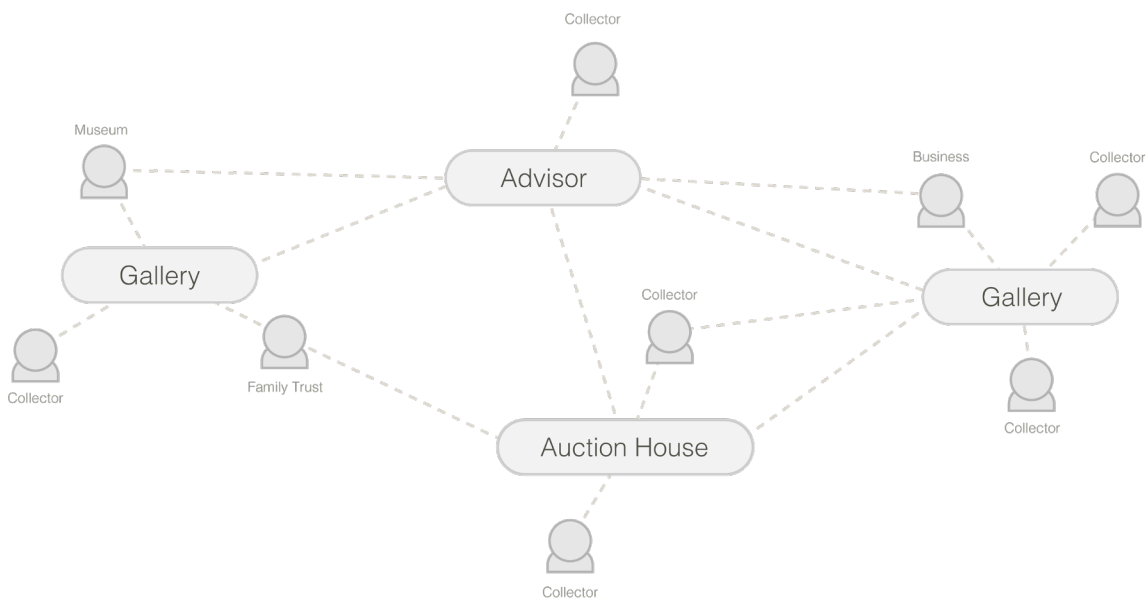 Collector
Museum
Advisor
Business
Collector
Gallery
Collector
Gallery
Family Trust
Collector
Auction House
Collector
Collector